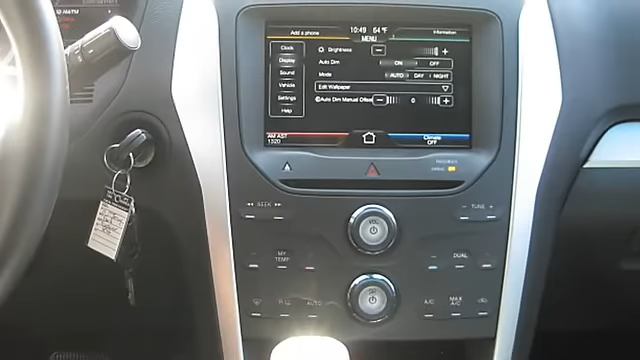 Add a phone
10:49 64 °F
Information
MENU
Clock
Display
Sound
Vehicle
Settings
Help
Brightness − +
Auto Dim ON OFF
Mode AUTO DAY NIGHT
Edit Wallpaper
Auto Dim Manual Offset − 0 +
AM AST
1320
Climate
OFF
SEEK
VOL
− TUNE +
MY
TEMP
DUAL
AUTO
A/C
MAX
A/C